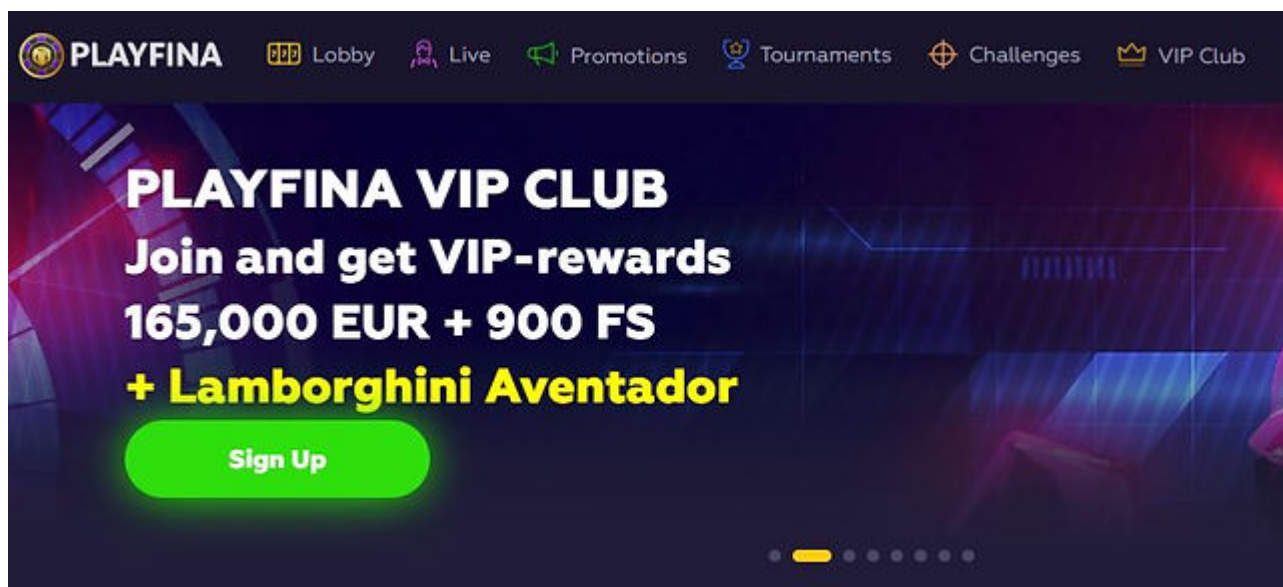 PLAYFINA Lobby Live Promotions Tournaments Challenges VIP Club
PLAYFINA VIP CLUB
Join and get VIP-rewards
165,000 EUR + 900 FS
+ Lamborghini Aventador
Sign Up